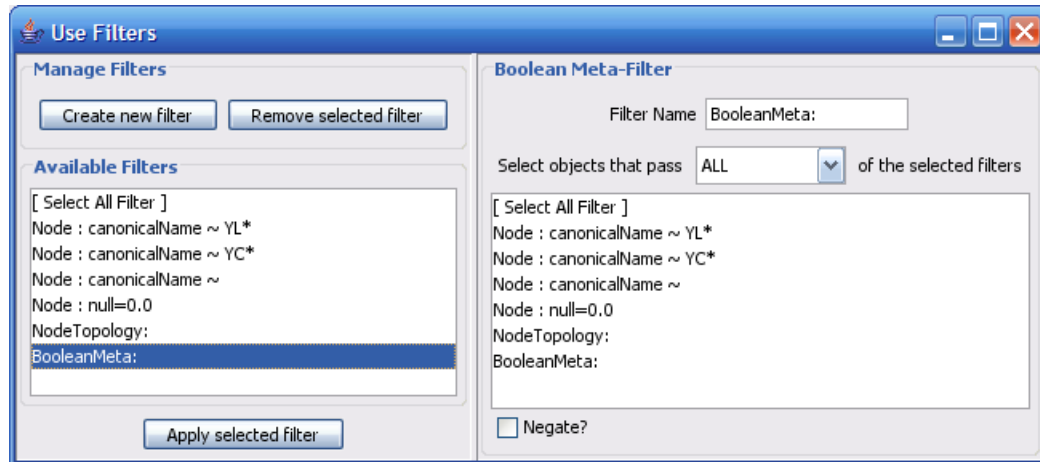 Use Filters
Manage Filters
Create new filter Remove selected filter
Available Filters
[ Select All Filter ]
Node : canonicalName ~ YL*
Node : canonicalName ~ YC*
Node : canonicalName ~
Node : null=0.0
NodeTopology:
BooleanMeta:
Apply selected filter
Boolean Meta-Filter
Filter Name BooleanMeta:
Select objects that pass ALL of the selected filters
[ Select All Filter ]
Node : canonicalName ~ YL*
Node : canonicalName ~ YC*
Node : canonicalName ~
Node : null=0.0
NodeTopology:
BooleanMeta:
Negate?